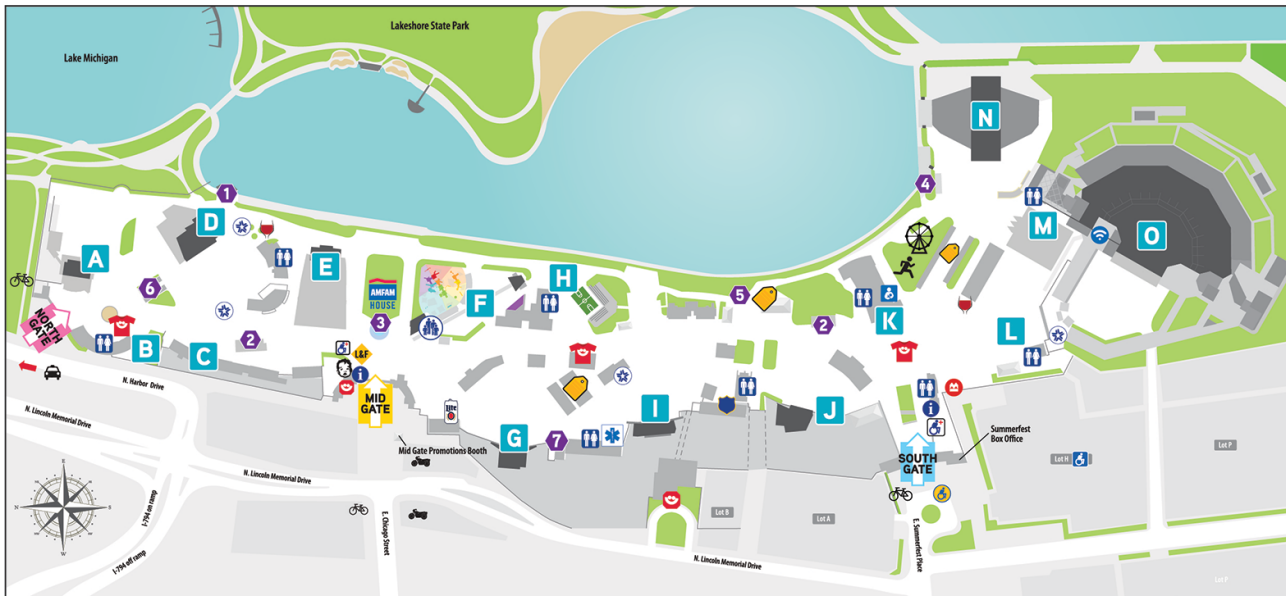 Lake Michigan
Lakeshore State Park
N
1
4
D
M
O
A
E
6
H
F
AMFAM
HOUSE
5
3
2
K
NORTH
GATE
B
C
2
L
L&F
i
MID
GATE
Lite
I
J
i
G
7
N. Harbor Drive
N. Lincoln Memorial Drive
Mid Gate Promotions Booth
SOUTH
GATE
Summerfest
Box Office
Lot H
Lot P
N. Lincoln Memorial Drive
E
N
S
W
I-794 on ramp
I-794 off ramp
E. Chicago Street
Lot B
Lot A
E. Summerfest Place
N. Lincoln Memorial Drive
Lot P